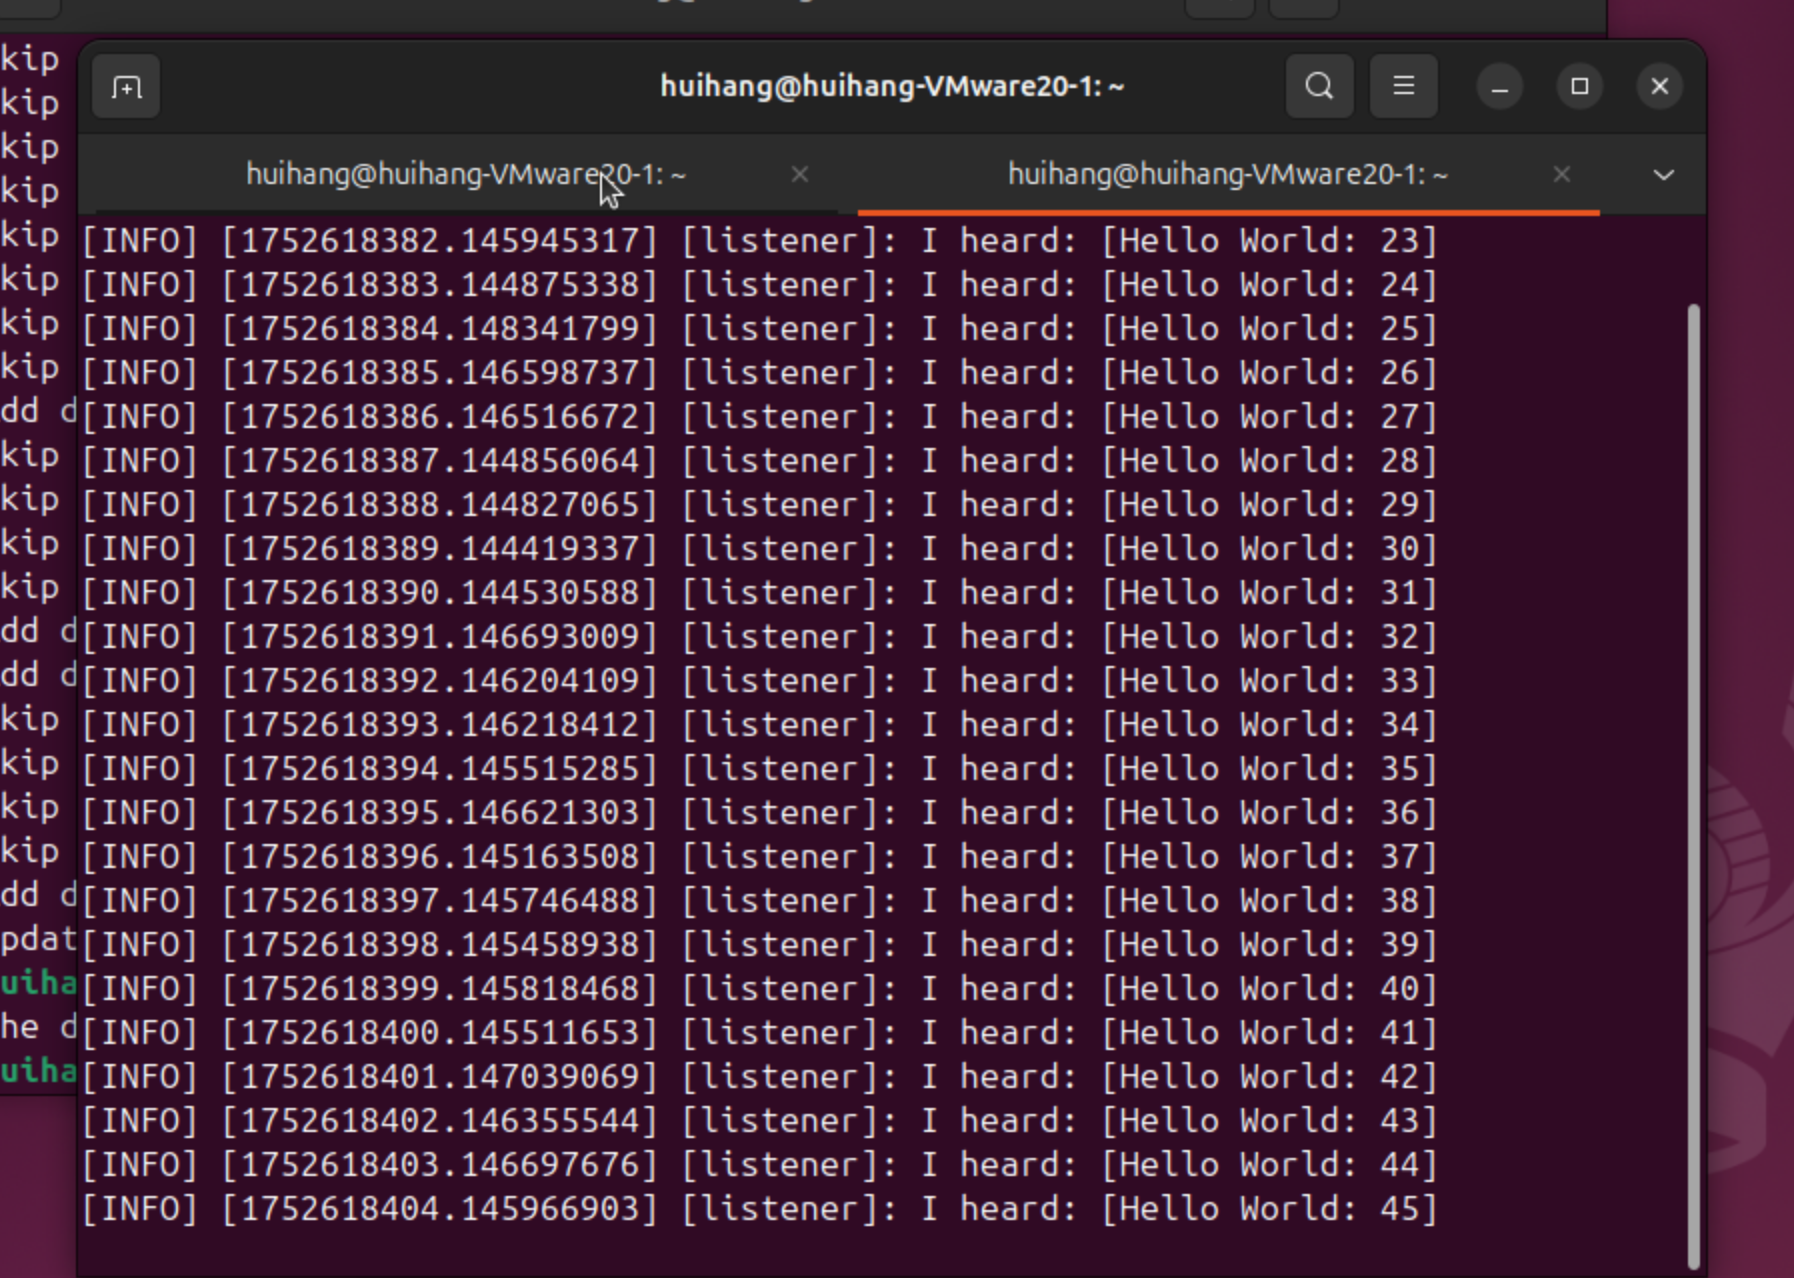 huihang@huihang-VMware20-1: ~
huihang@huihang-VMware20-1: ~
huihang@huihang-VMware20-1: ~
[INFO] [1752618382.145945317] [listener]: I heard: [Hello World: 23]
[INFO] [1752618383.144875338] [listener]: I heard: [Hello World: 24]
[INFO] [1752618384.148341799] [listener]: I heard: [Hello World: 25]
[INFO] [1752618385.146598737] [listener]: I heard: [Hello World: 26]
[INFO] [1752618386.146516672] [listener]: I heard: [Hello World: 27]
[INFO] [1752618387.144856064] [listener]: I heard: [Hello World: 28]
[INFO] [1752618388.144827065] [listener]: I heard: [Hello World: 29]
[INFO] [1752618389.144419337] [listener]: I heard: [Hello World: 30]
[INFO] [1752618390.144530588] [listener]: I heard: [Hello World: 31]
[INFO] [1752618391.146693009] [listener]: I heard: [Hello World: 32]
[INFO] [1752618392.146204109] [listener]: I heard: [Hello World: 33]
[INFO] [1752618393.146218412] [listener]: I heard: [Hello World: 34]
[INFO] [1752618394.145515285] [listener]: I heard: [Hello World: 35]
[INFO] [1752618395.146621303] [listener]: I heard: [Hello World: 36]
[INFO] [1752618396.145163508] [listener]: I heard: [Hello World: 37]
[INFO] [1752618397.145746488] [listener]: I heard: [Hello World: 38]
[INFO] [1752618398.145458938] [listener]: I heard: [Hello World: 39]
[INFO] [1752618399.145818468] [listener]: I heard: [Hello World: 40]
[INFO] [1752618400.145511653] [listener]: I heard: [Hello World: 41]
[INFO] [1752618401.147039069] [listener]: I heard: [Hello World: 42]
[INFO] [1752618402.146355544] [listener]: I heard: [Hello World: 43]
[INFO] [1752618403.146697676] [listener]: I heard: [Hello World: 44]
[INFO] [1752618404.145966903] [listener]: I heard: [Hello World: 45]
kip
kip
kip
kip
kip
kip
kip
kip
dd d
kip
kip
kip
kip
dd d
dd d
kip
kip
kip
kip
dd d
pdat
uiha
he d
uiha